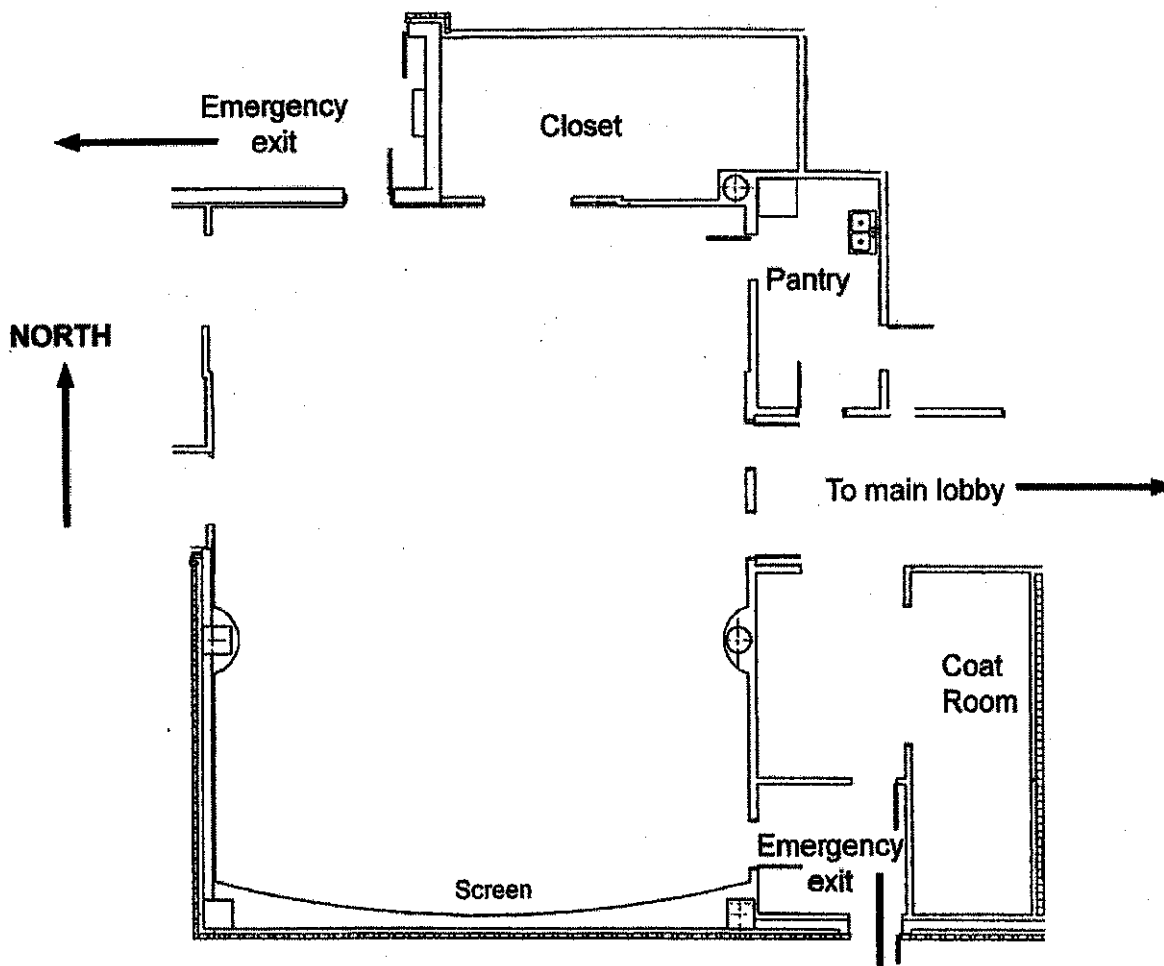 Emergency
exit
Closet
Pantry
NORTH
To main lobby
Coat
Room
Emergency
exit
Screen